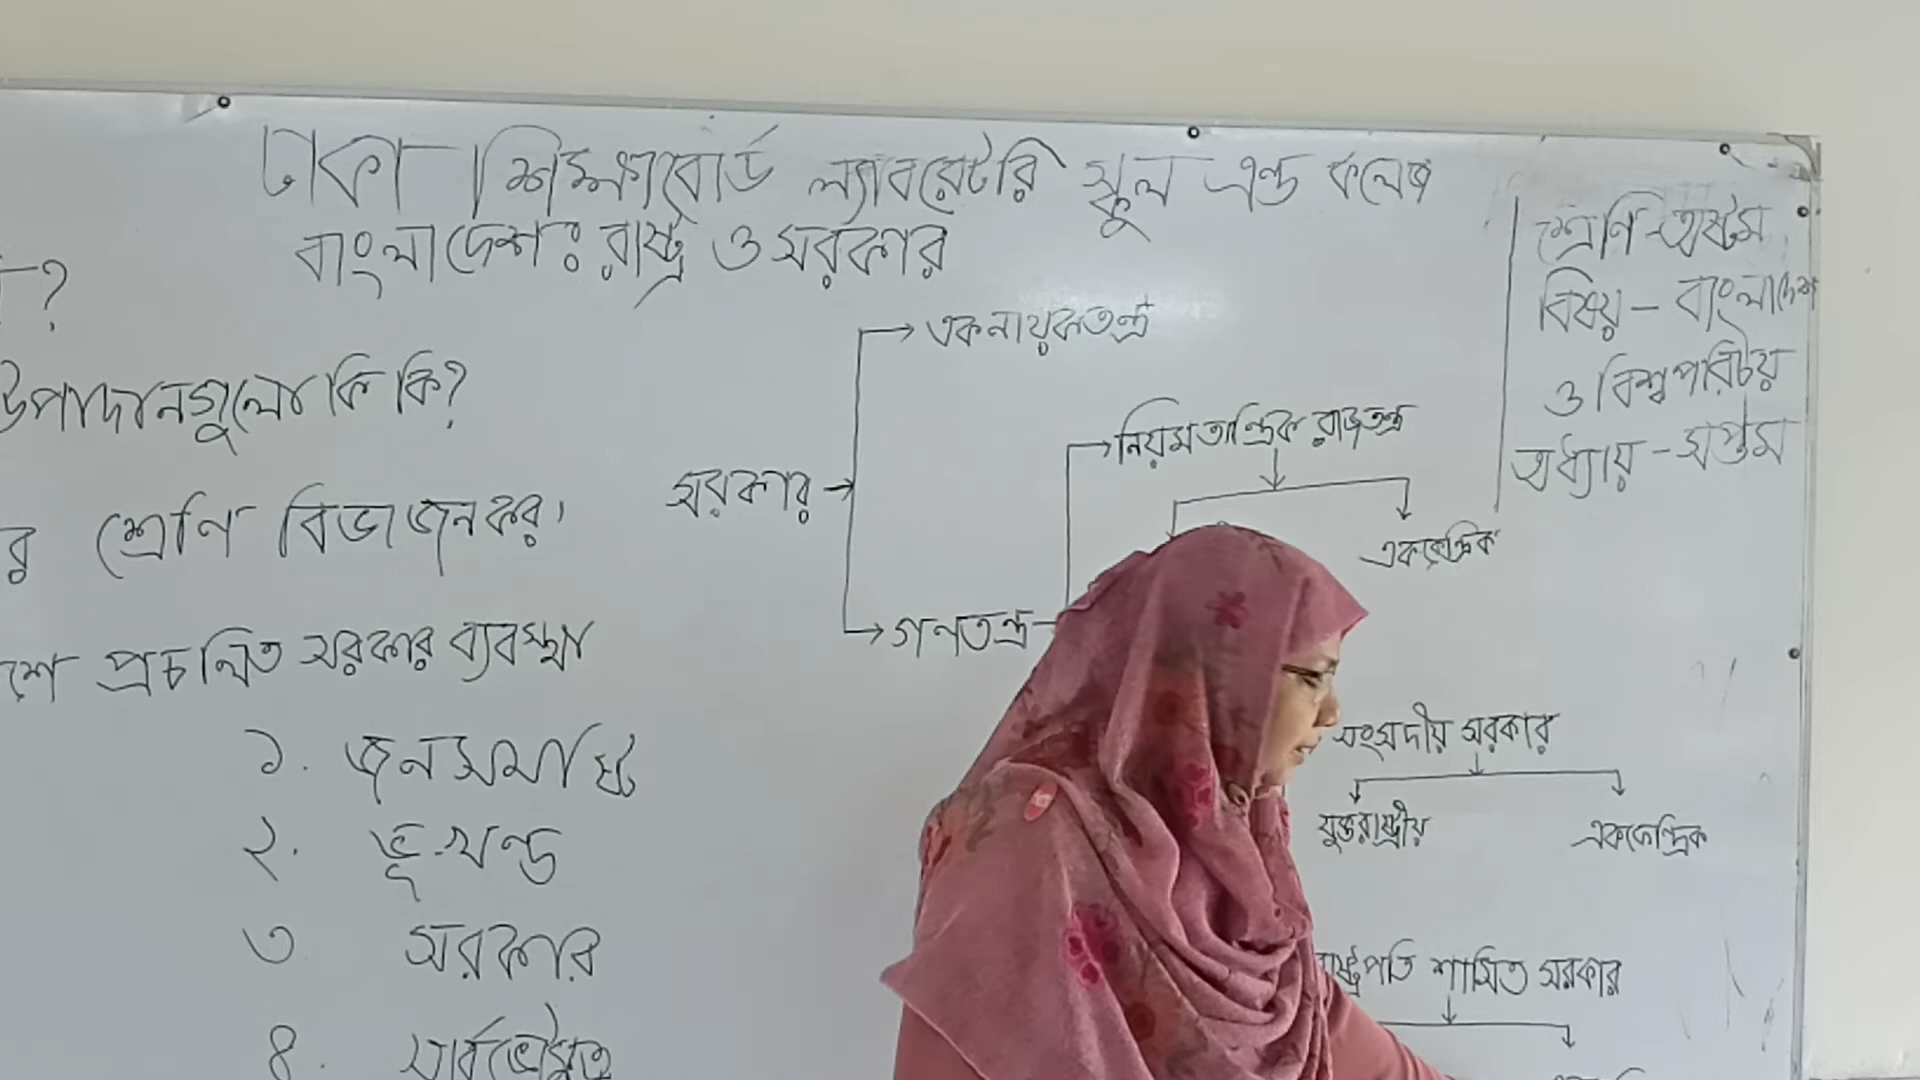 ঢাকা শিক্ষাবোর্ড ল্যাবরেটরি স্কুল এন্ড কলেজ
বাংলাদেশঃ রাষ্ট্র ও সরকার
শ্রেণি - অষ্টম
বিষয় - বাংলাদেশ
ও বিশ্বপরিচয়
অধ্যায় - সপ্তম
?
উপাদানগুলো কি কি?
র শ্রেণি বিভাজন কর।
শে প্রচলিত সরকার ব্যবস্থা
১. জনসমষ্টি
২. ভূ-খন্ড
৩. সরকার
৪. সার্বভৌমত্ব
সরকার
একনায়কতন্ত্র
নিয়মতান্ত্রিক রাজতন্ত্র
এককেন্দ্রিক
গণতন্ত্র
সংসদীয় সরকার
যুক্তরাষ্ট্রীয় এককেন্দ্রিক
রাষ্ট্রপতি শাসিত সরকার